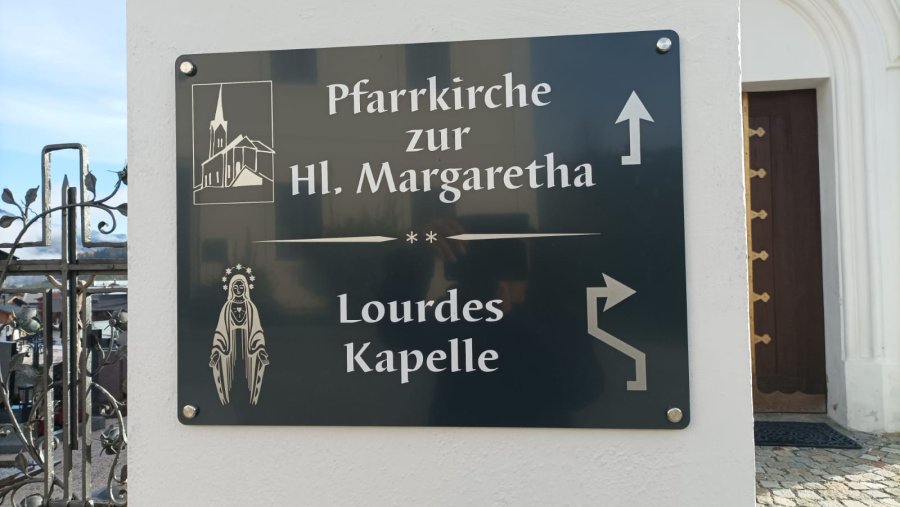 Pfarrkirche
zur
Hl. Margaretha
**
Lourdes
Kapelle